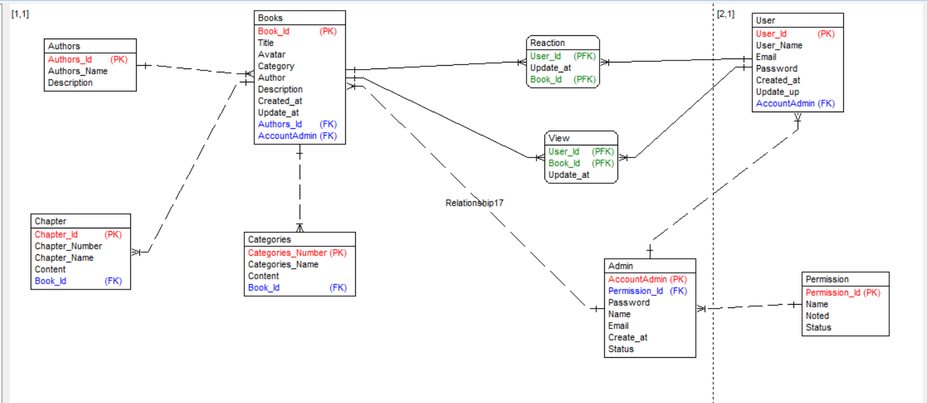 [1,1]
[2,1]
Authors
Authors_Id (PK)
Authors_Name
Description
Books
Book_Id (PK)
Title
Avatar
Category
Author
Description
Created_at
Update_at
Authors_Id (FK)
AccountAdmin (FK)
Reaction
User_Id (PFK)
Update_at
Book_Id (PFK)
User
User_Id (PK)
User_Name
Email
Password
Created_at
Update_up
AccountAdmin (FK)
View
User_Id (PFK)
Book_Id (PFK)
Update_at
Relationship17
Chapter
Chapter_Id (PK)
Chapter_Number
Chapter_Name
Content
Book_Id (FK)
Categories
Categories_Number (PK)
Categories_Name
Content
Book_Id (FK)
Admin
AccountAdmin (PK)
Permission_Id (FK)
Password
Name
Email
Create_at
Status
Permission
Permission_Id (PK)
Name
Noted
Status